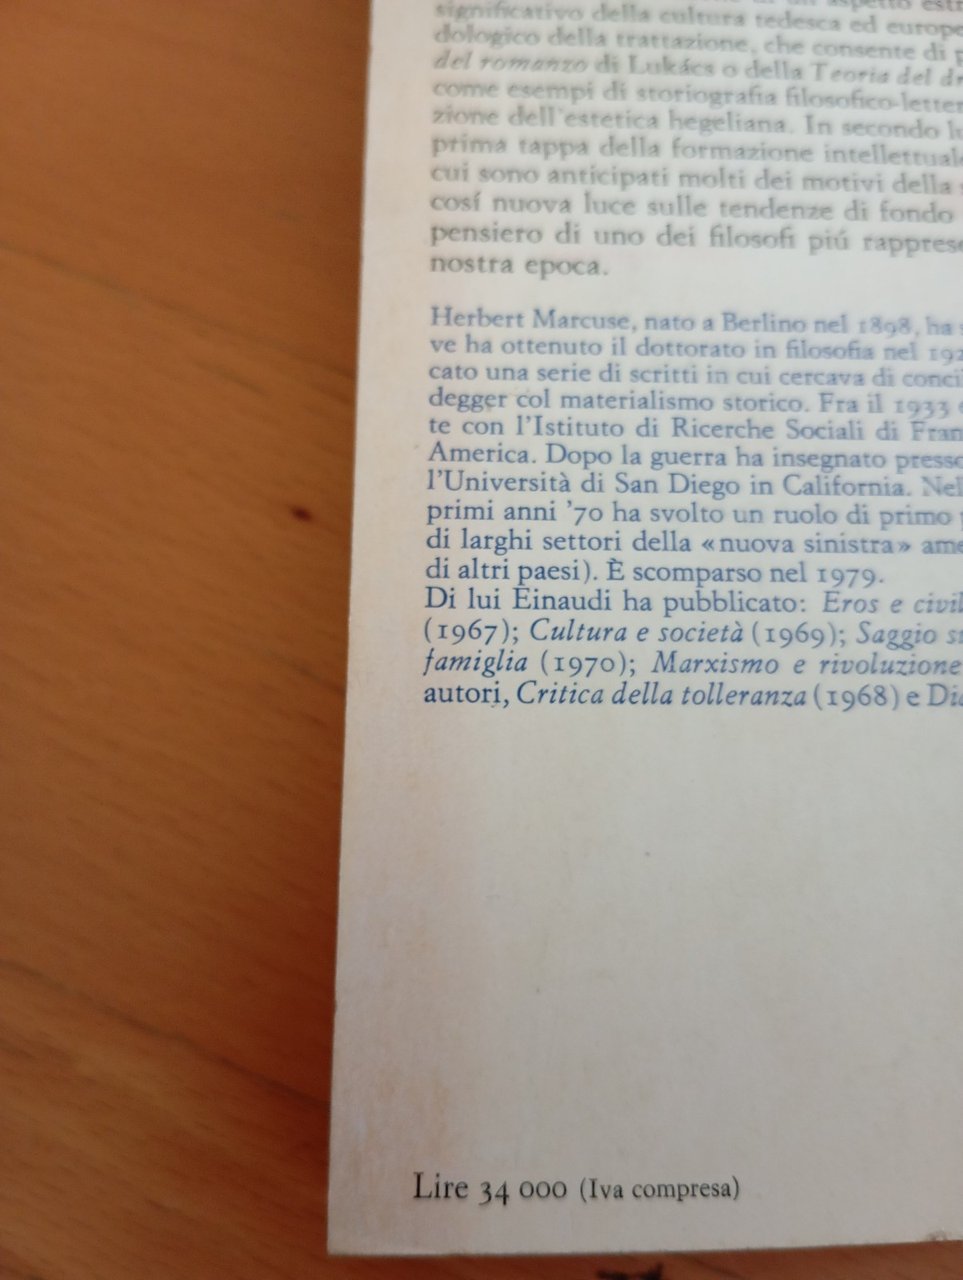 di un aspetto
significativo della cultura tedesca ed
dologico della trattazione, che consente di
del romanzo di Lukács o della Teoria del
come esempi di storiografia
zione dell'estetica hegeliana. In secondo
prima tappa della formazione
cui sono anticipati molti dei motivi della
cosí nuova luce sulle tendenze di fondo
pensiero di uno dei filosofi piú
nostra epoca.
Herbert Marcuse, nato a Berlino nel 1898, ha
ve ha ottenuto il dottorato in filosofia nel 192
cato una serie di scritti in cui cercava di concil
degger col materialismo storico. Fra il 1933 e
te con l'Istituto di Ricerche Sociali di Fran
America. Dopo la guerra ha insegnato presso
l'Università di San Diego in California. Nel
primi anni '70 ha svolto un ruolo di primo p
di larghi settori della «nuova sinistra» ame
di altri paesi). È scomparso nel 1979.
Di lui Einaudi ha pubblicato: Eros e civil
(1967); Cultura e società (1969); Saggio su
famiglia (1970); Marxismo e rivoluzione
autori, Critica della tolleranza (1968) e Dia
Lire 34 000 (Iva compresa)